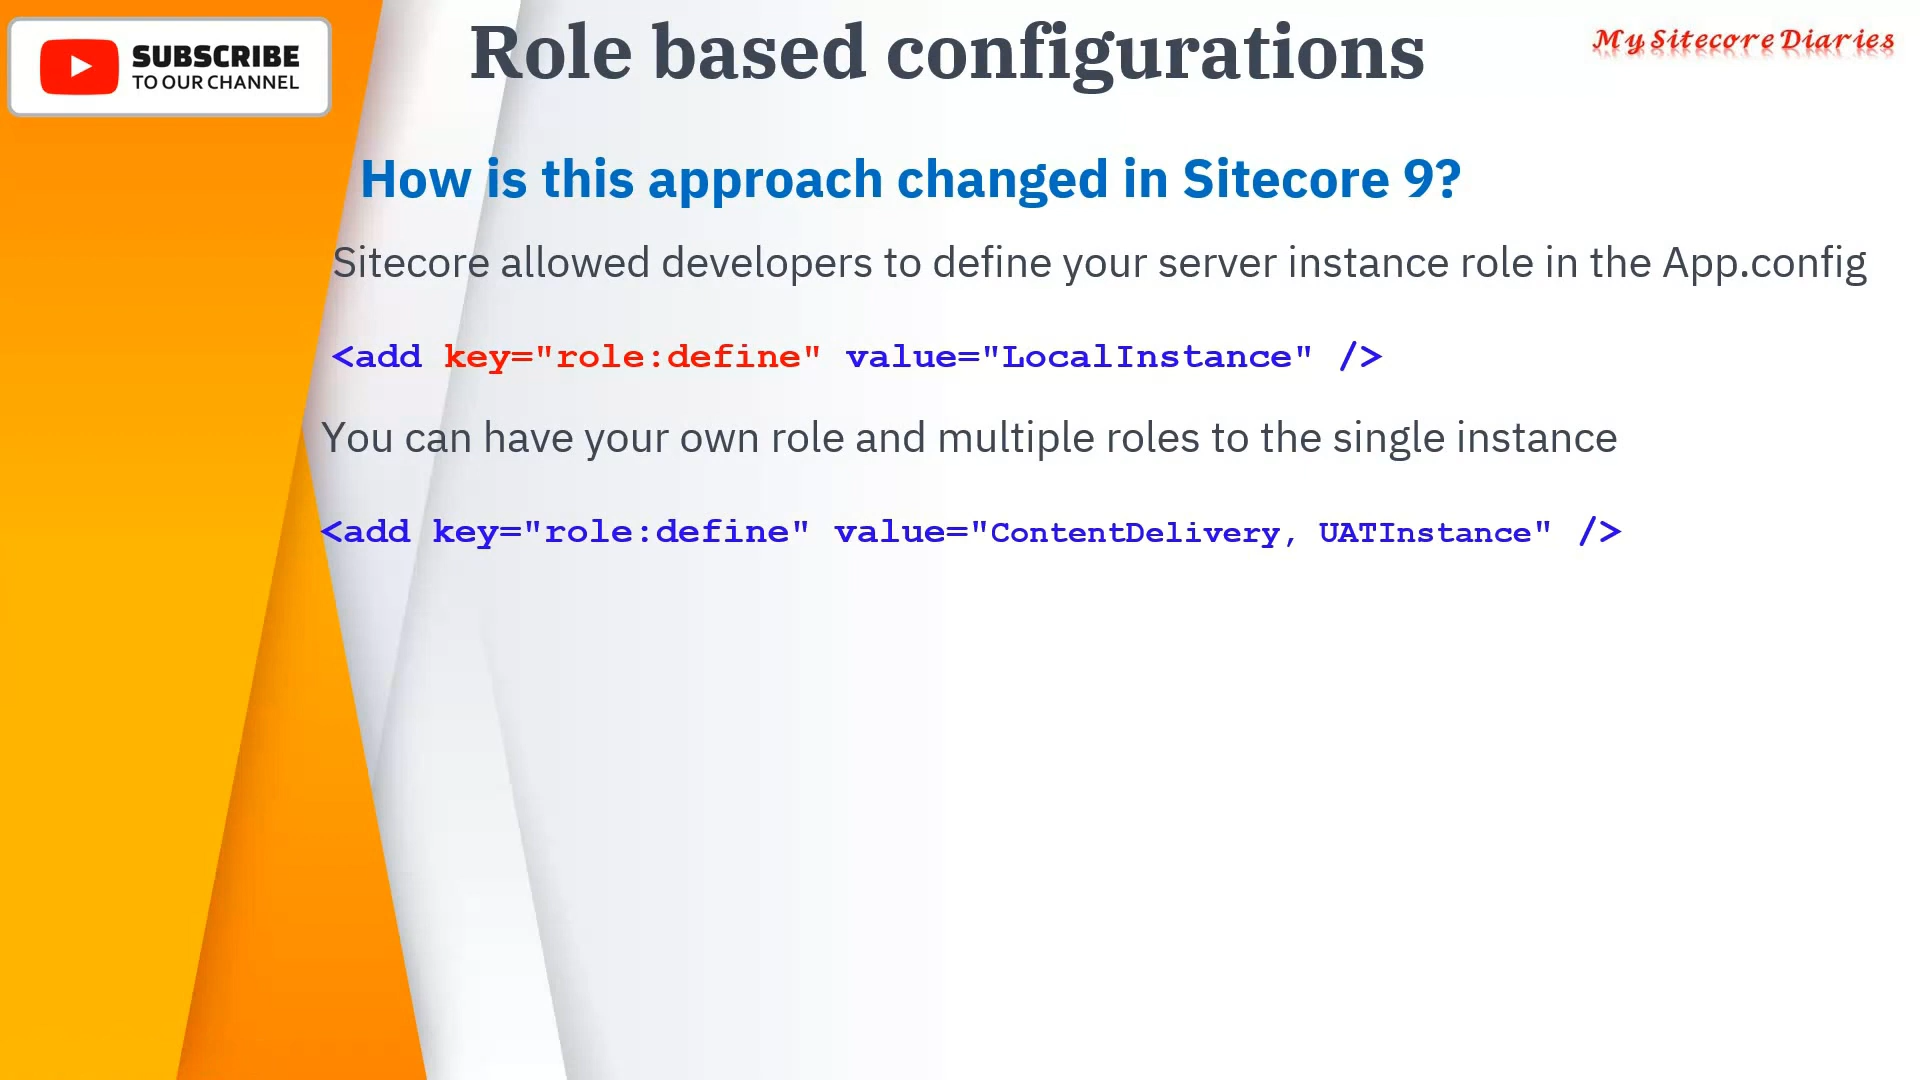 SUBSCRIBE
TO OUR CHANNEL
Role based configurations
My Sitecore Diaries
How is this approach changed in Sitecore 9?
Sitecore allowed developers to define your server instance role in the App.config
<add key="role:define" value="LocalInstance" />
You can have your own role and multiple roles to the single instance
<add key="role:define" value="ContentDelivery, UATInstance" />